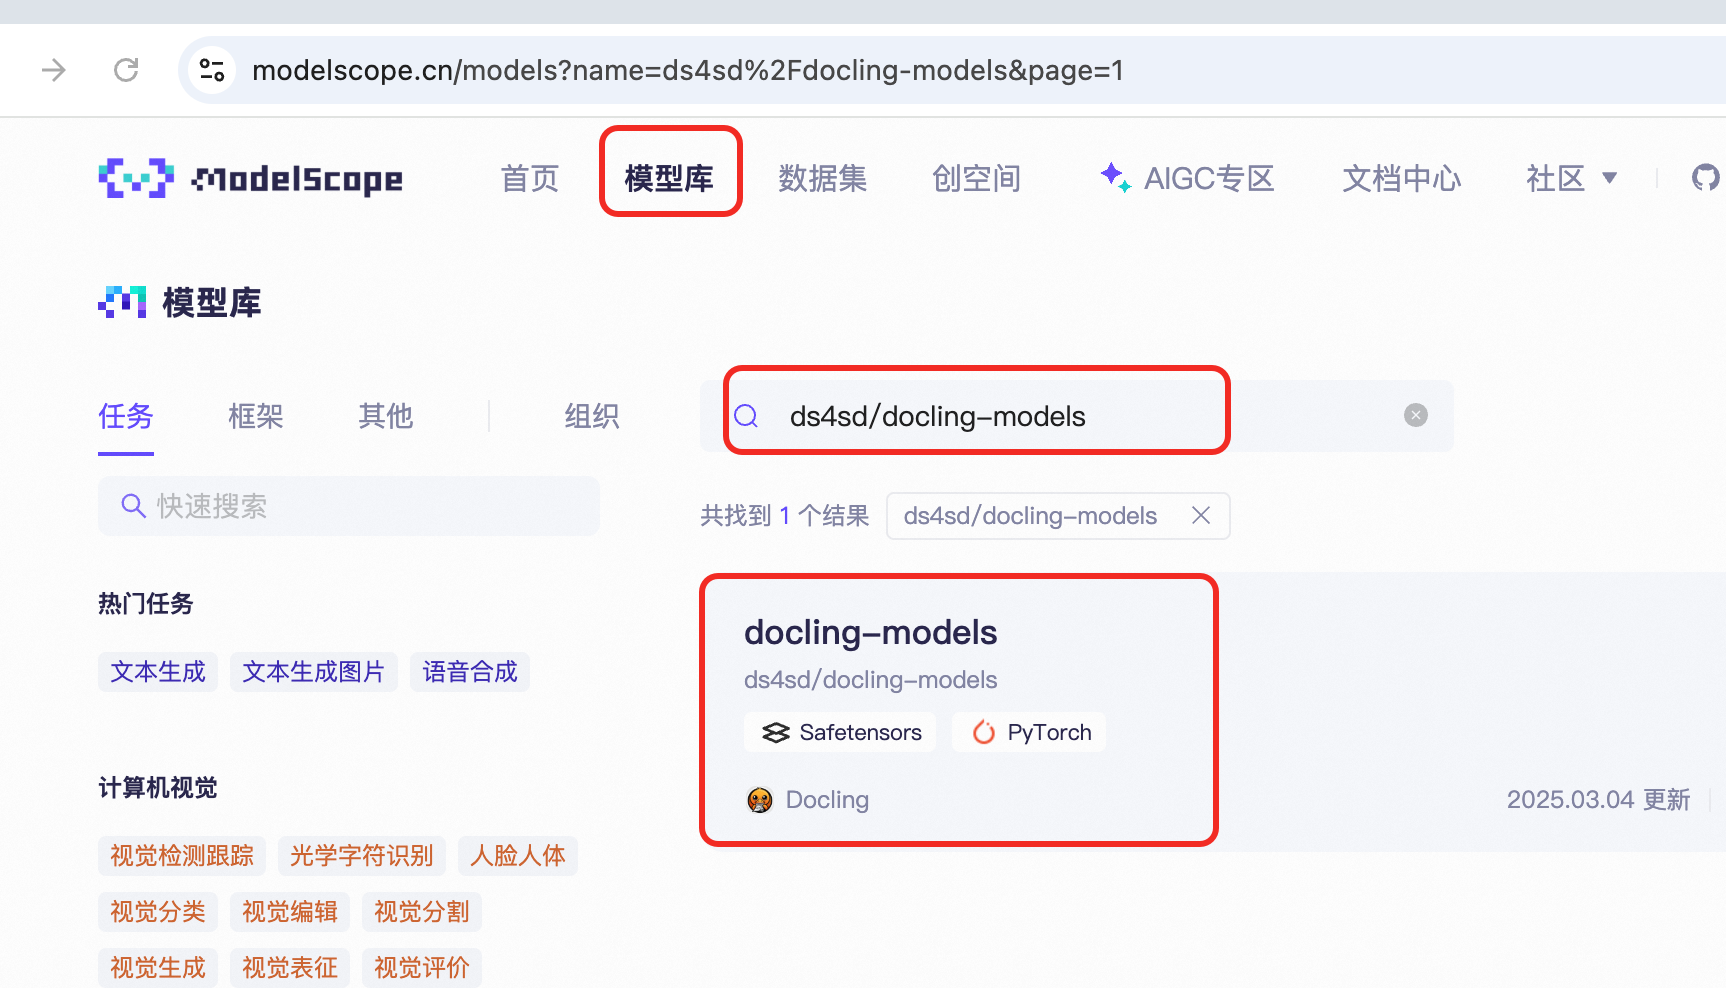 modelscope.cn/models?name=ds4sd%2Fdocling-models&page=1
ModelScope 首页 模型库 数据集 创空间 AIGC专区 文档中心 社区
模型库
任务 框架 其他 组织
ds4sd/docling-models
快速搜索
共找到 1 个结果 ds4sd/docling-models
热门任务
文本生成 文本生成图片 语音合成
docling-models
ds4sd/docling-models
Safetensors PyTorch
Docling
2025.03.04 更新
计算机视觉
视觉检测跟踪 光学字符识别 人脸人体
视觉分类 视觉编辑 视觉分割
视觉生成 视觉表征 视觉评价